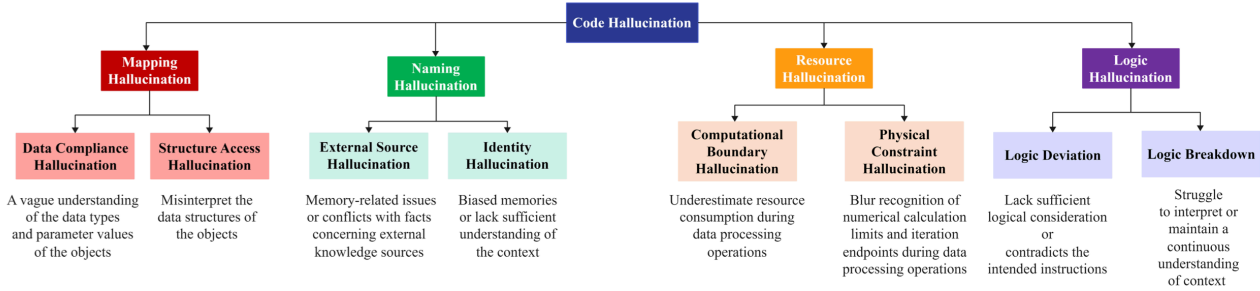 Code Hallucination
Mapping
Hallucination
Naming
Hallucination
Resource
Hallucination
Logic
Hallucination
Data Compliance
Hallucination
Structure Access
Hallucination
External Source
Hallucination
Identity
Hallucination
Computational
Boundary
Hallucination
Physical
Constraint
Hallucination
Logic Deviation
Logic Breakdown
A vague understanding
of the data types
and parameter values
of the objects
Misinterpret the
data structures of
the objects
Memory-related issues
or conflicts with facts
concerning external
knowledge sources
Biased memories
or lack sufficient
understanding of
the context
Underestimate resource
consumption during
data processing
operations
Blur recognition of
numerical calculation
limits and iteration
endpoints during data
processing operations
Lack sufficient
logical consideration
or
contradicts the
intended instructions
Struggle
to interpret or
maintain a
continuous
understanding
of context